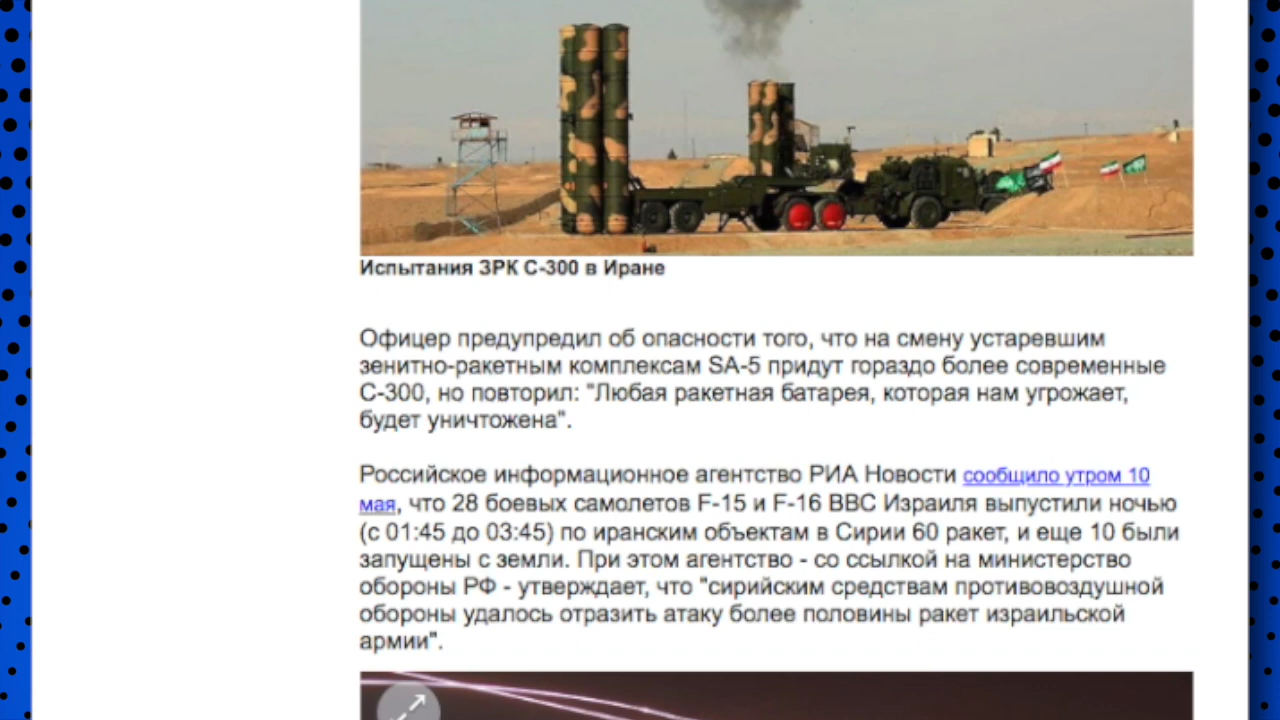 Испытания ЗРК С-300 в Иране
Офицер предупредил об опасности того, что на смену устаревшим
зенитно-ракетным комплексам SA-5 придут гораздо более современные
С-300, но повторил: "Любая ракетная батарея, которая нам угрожает,
будет уничтожена".
Российское информационное агентство РИА Новости сообщило утром 10
мая, что 28 боевых самолетов F-15 и F-16 ВВС Израиля выпустили ночью
(с 01:45 до 03:45) по иранским объектам в Сирии 60 ракет, и еще 10 были
запущены с земли. При этом агентство - со ссылкой на министерство
обороны РФ - утверждает, что "сирийским средствам противовоздушной
обороны удалось отразить атаку более половины ракет израильской
армии".